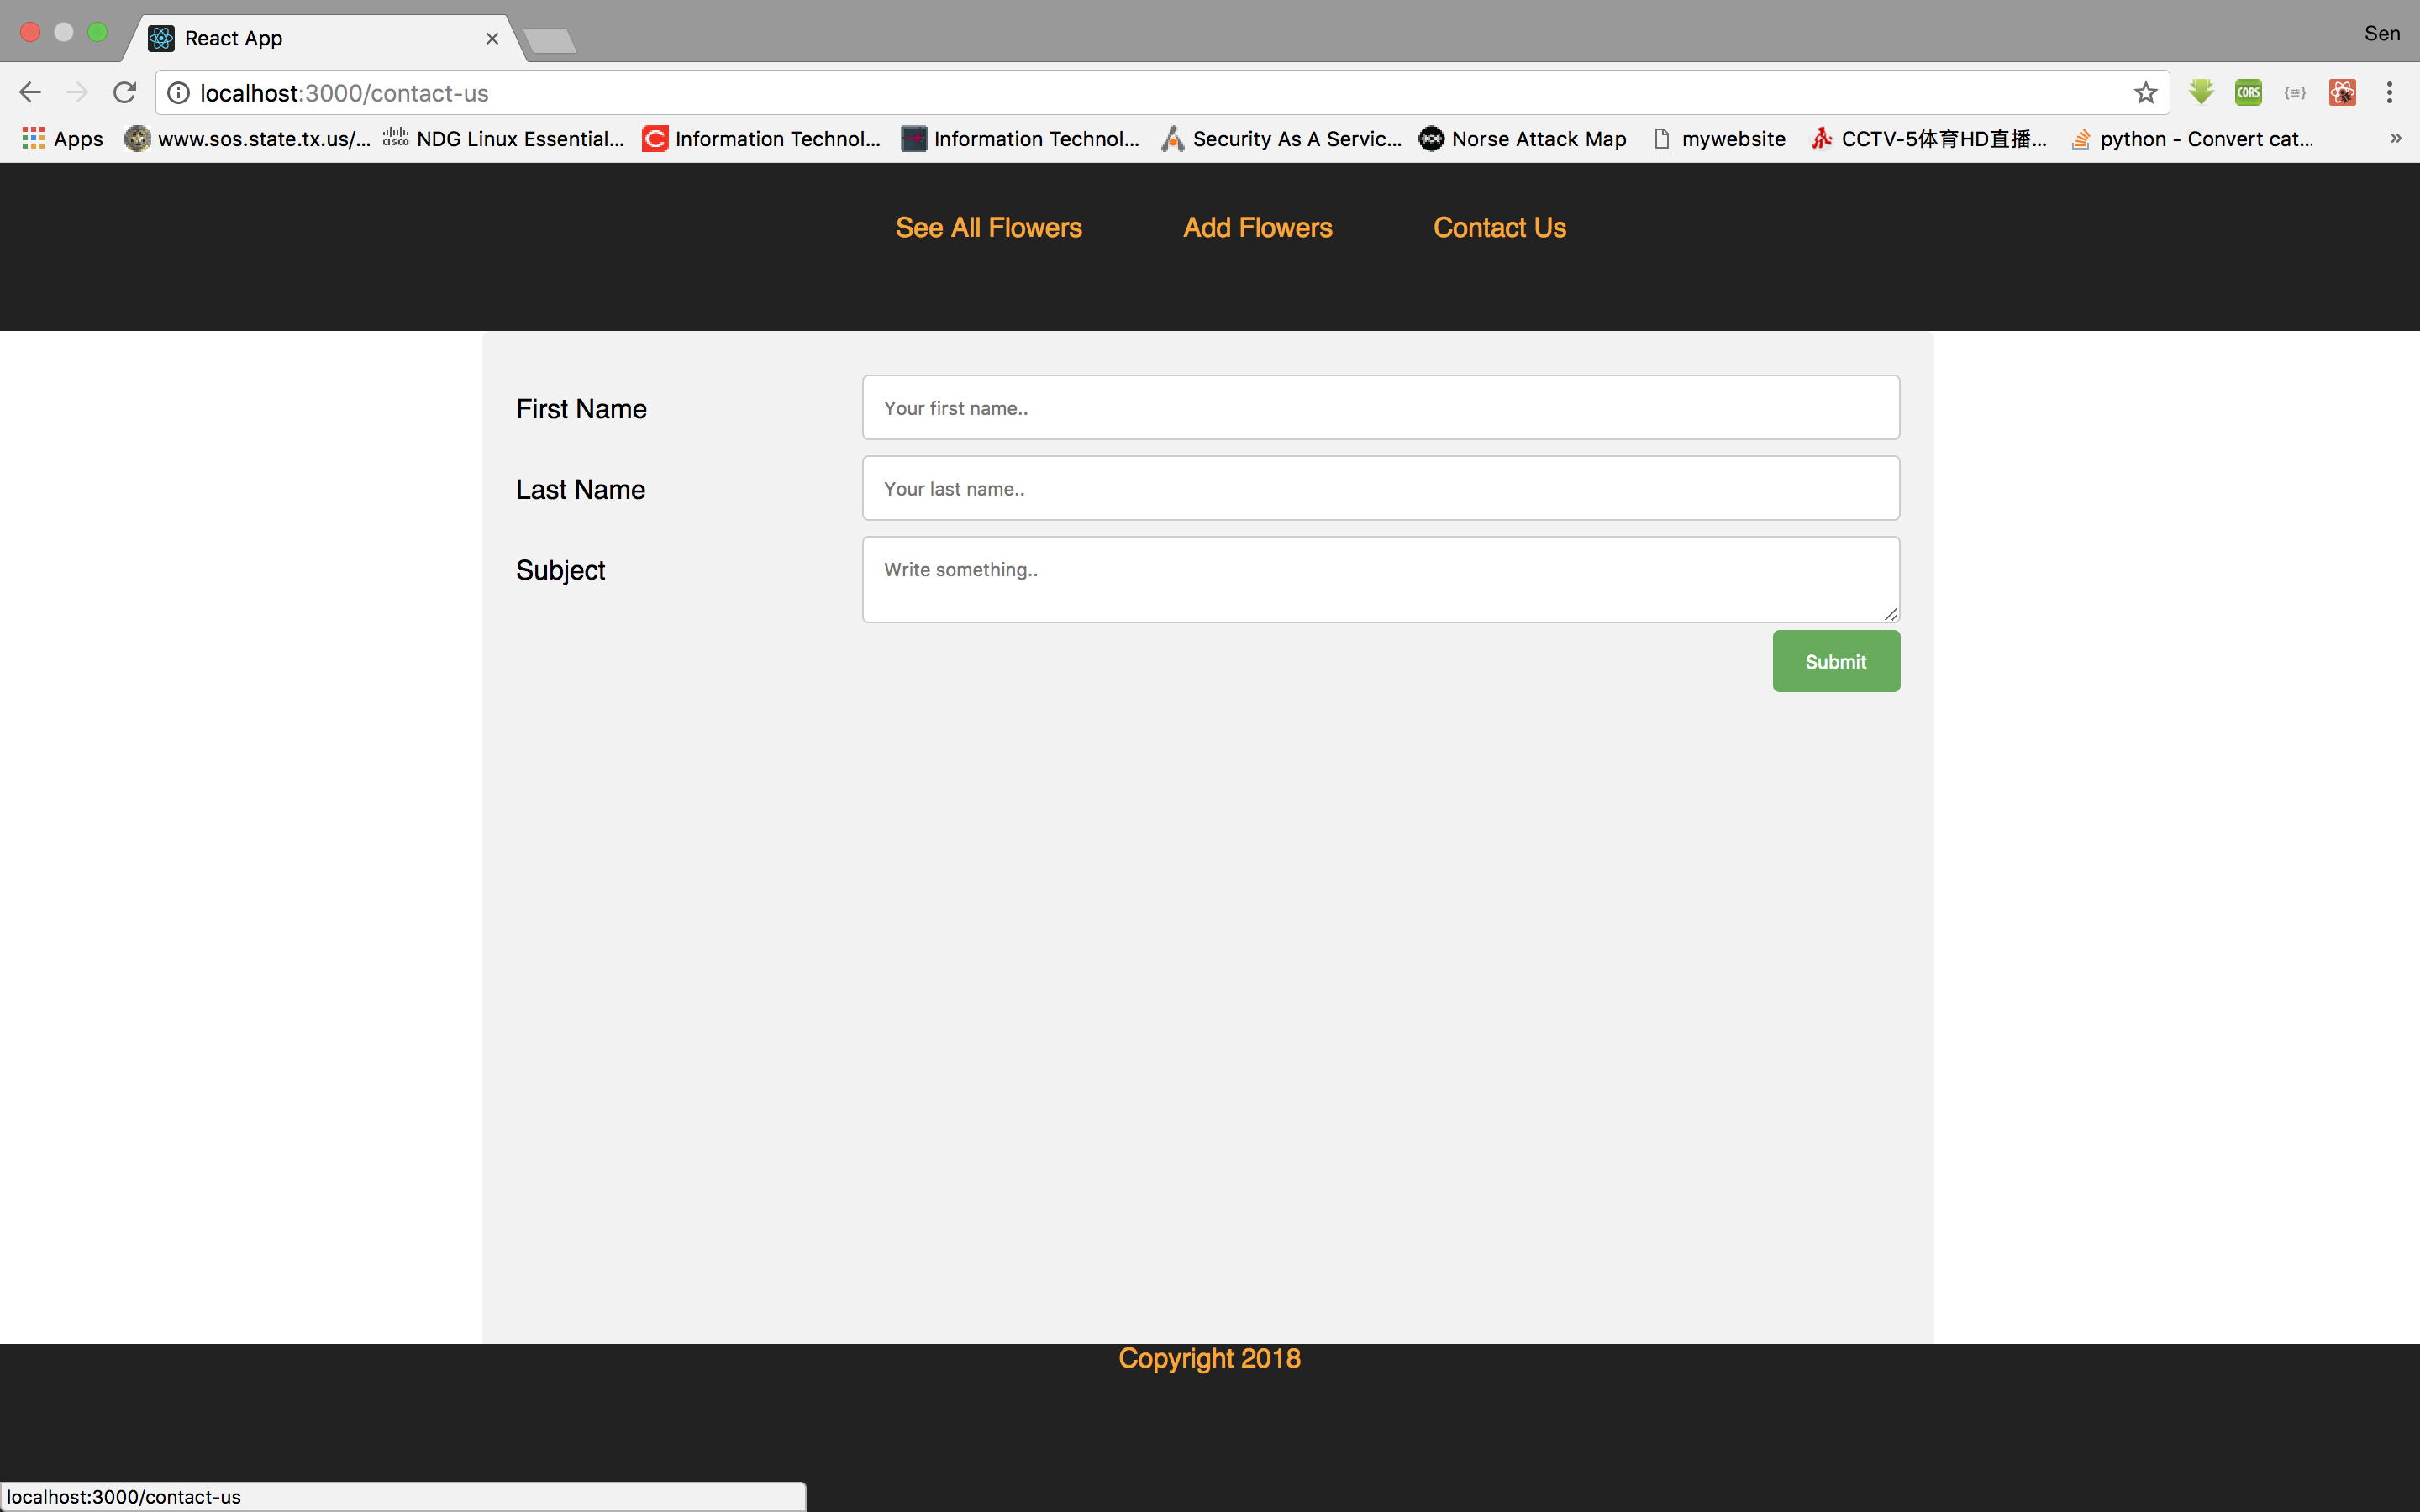 React App
Sen
localhost:3000/contact-us
CORS
Apps www.sos.state.tx.us/... cisco NDG Linux Essential... Information Technol... Information Technol... Security As A Servic... Norse Attack Map mywebsite CCTV-5体育HD直播... python - Convert cat... »
See All Flowers Add Flowers Contact Us
First Name Your first name..
Last Name Your last name..
Subject Write something..
Submit
Copyright 2018
localhost:3000/contact-us